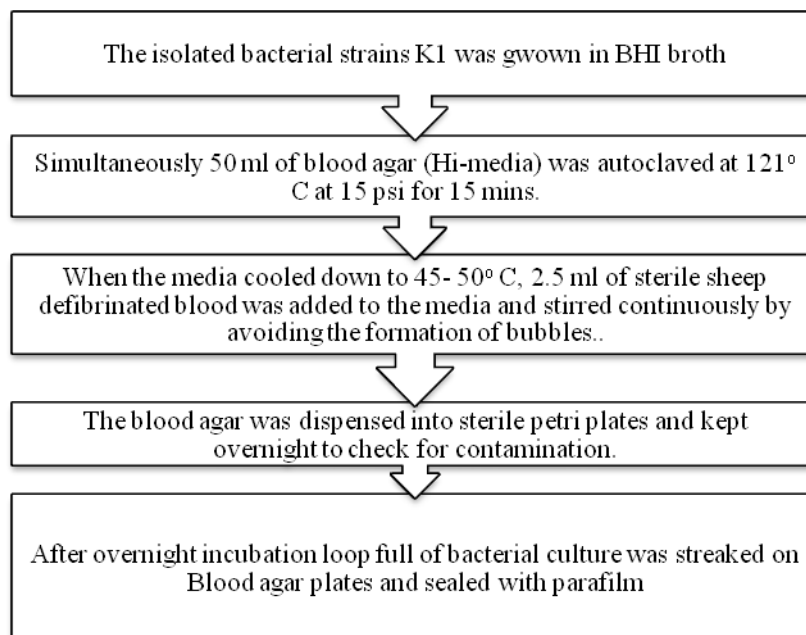 The isolated bacterial strains K1 was gwown in BHI broth
Simultaneously 50 ml of blood agar (Hi-media) was autoclaved at 121º
C at 15 psi for 15 mins.
When the media cooled down to 45- 50º C, 2.5 ml of sterile sheep
defibrinated blood was added to the media and stirred continuously by
avoiding the formation of bubbles..
The blood agar was dispensed into sterile petri plates and kept
overnight to check for contamination.
After overnight incubation loop full of bacterial culture was streaked on
Blood agar plates and sealed with parafilm